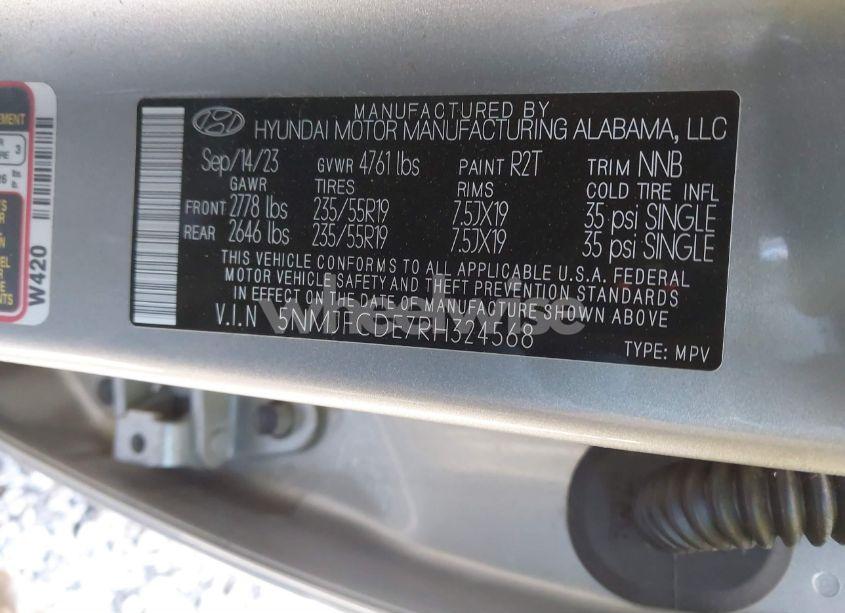 EMENT
3
W420
MANUFACTURED BY
HYUNDAI MOTOR MANUFACTURING ALABAMA, LLC
Sep/14/23 GVWR 4761 lbs PAINT R2T TRIM NNB
GAWR TIRES RIMS COLD TIRE INFL
FRONT 2778 lbs 235/55R19 7.5JX19 35 psi SINGLE
REAR 2646 lbs 235/55R19 7.5JX19 35 psi SINGLE
THIS VEHICLE CONFORMS TO ALL APPLICABLE U.S.A. FEDERAL
MOTOR VEHICLE SAFETY AND THEFT PREVENTION STANDARDS
IN EFFECT ON THE DATE OF MANUFACTURE SHOWN ABOVE
V.I.N
TYPE: MPV
wheelwise